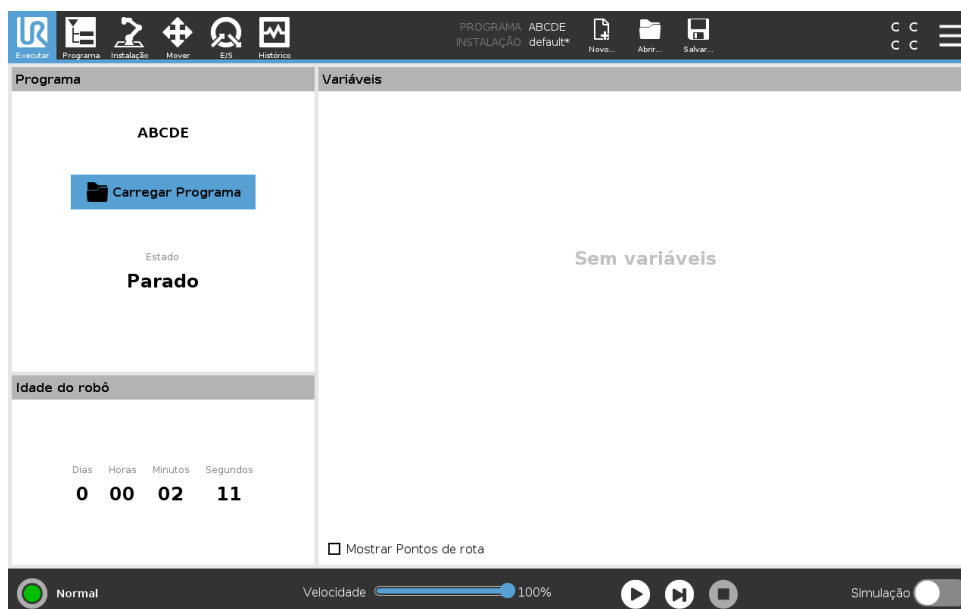 UR
PROGRAMA ABCDE
INSTALAÇÃO default*
C C
C C
Executar Programa Instalação Mover E/S Histórico Novo... Abrir... Salvar...
Programa
ABCDE
Carregar Programa
Estado
Parado
Idade do robô
Dias Horas Minutos Segundos
0 00 02 11
Variáveis
Sem variáveis
Mostrar Pontos de rota
Normal
Velocidade 100%
Simulação